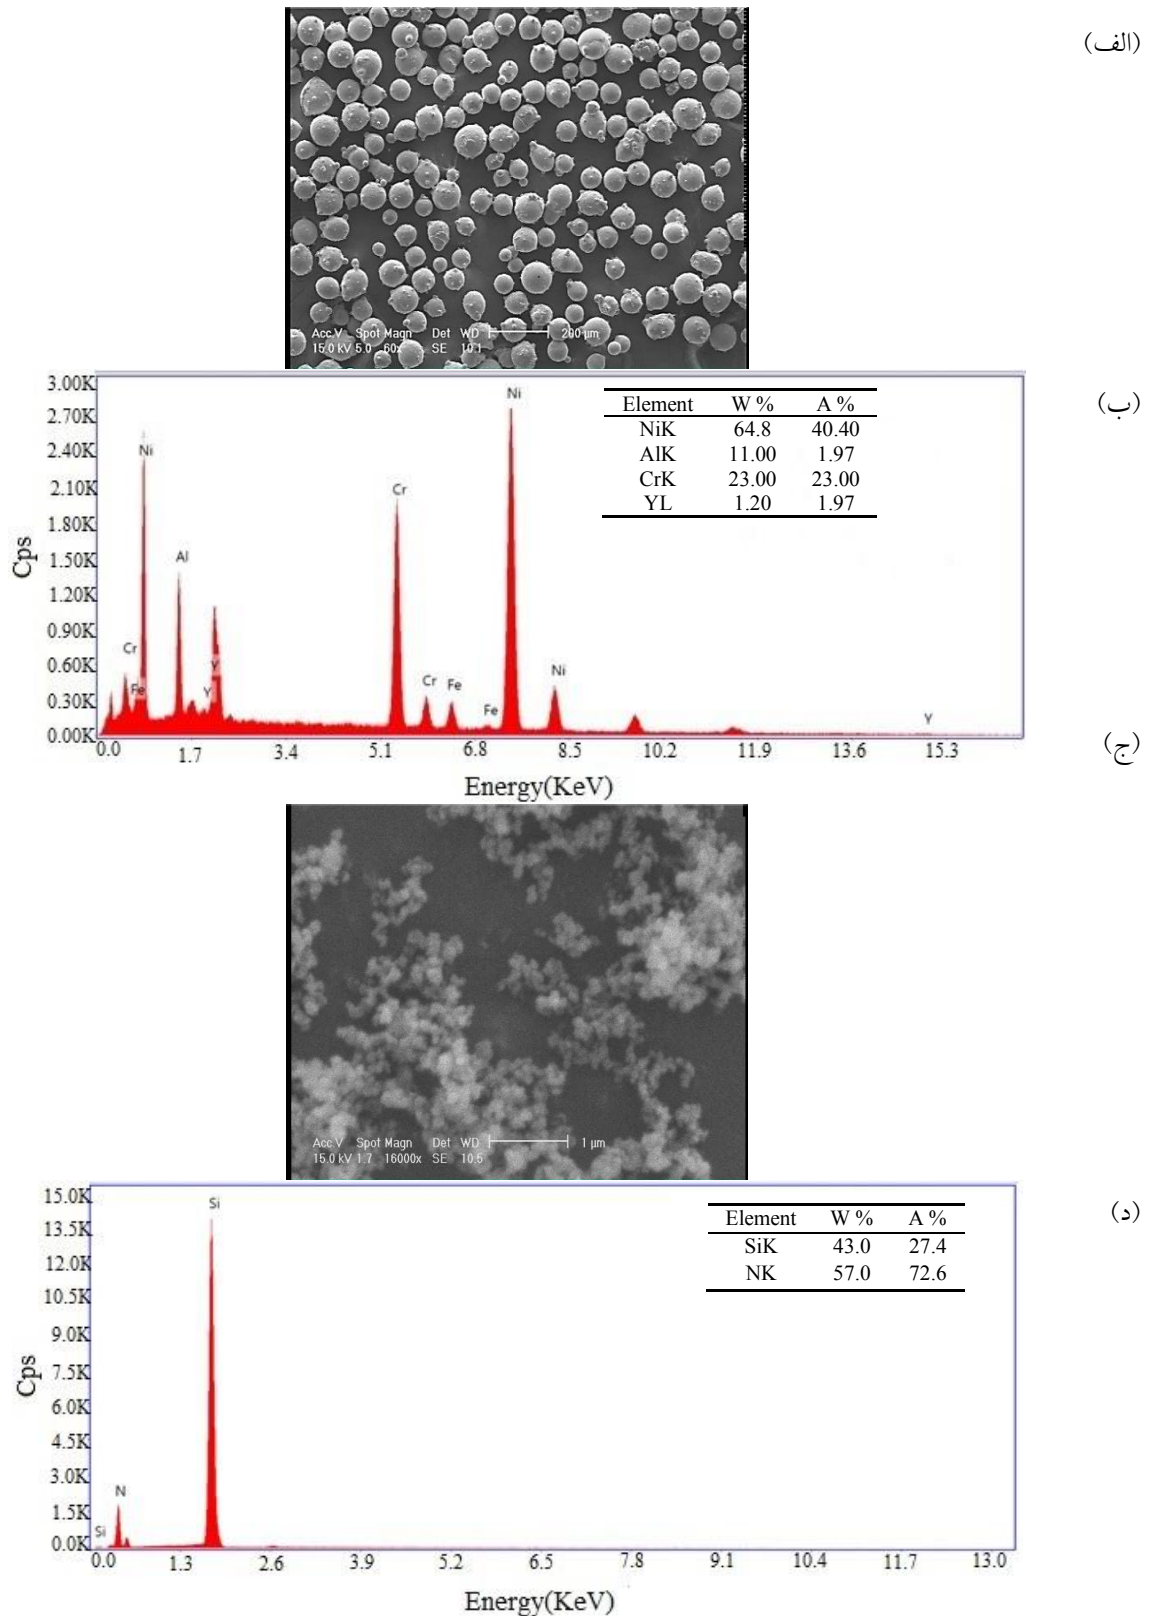 (الف)
Acc.V Spot Magn Det WD 200 µm
15.0 kV 5.0 60x SE 10.1
(ب)
3.00K
2.70K
2.40K
2.10K
1.80K
1.50K
1.20K
0.90K
0.60K
0.30K
0.00K
Cps
Ni
Ni
Cr
Al
Cr
Fe
Y
Y
Cr
Fe
Fe
Ni
Y
Element W % A %
NiK 64.8 40.40
AlK 11.00 1.97
CrK 23.00 23.00
YL 1.20 1.97
0.0 1.7 3.4 5.1 6.8 8.5 10.2 11.9 13.6 15.3
Energy(KeV)
(ج)
Acc.V Spot Magn Det WD 1 µm
15.0 kV 1.7 16000x SE 10.5
(د)
15.0K
13.5K
12.0K
10.5K
9.0K
7.5K
6.0K
4.5K
3.0K
1.5K
0.0K
Cps
Si
N
Si
Element W % A %
SiK 43.0 27.4
NK 57.0 72.6
0.0 1.3 2.6 3.9 5.2 6.5 7.8 9.1 10.4 11.7 13.0
Energy(KeV)